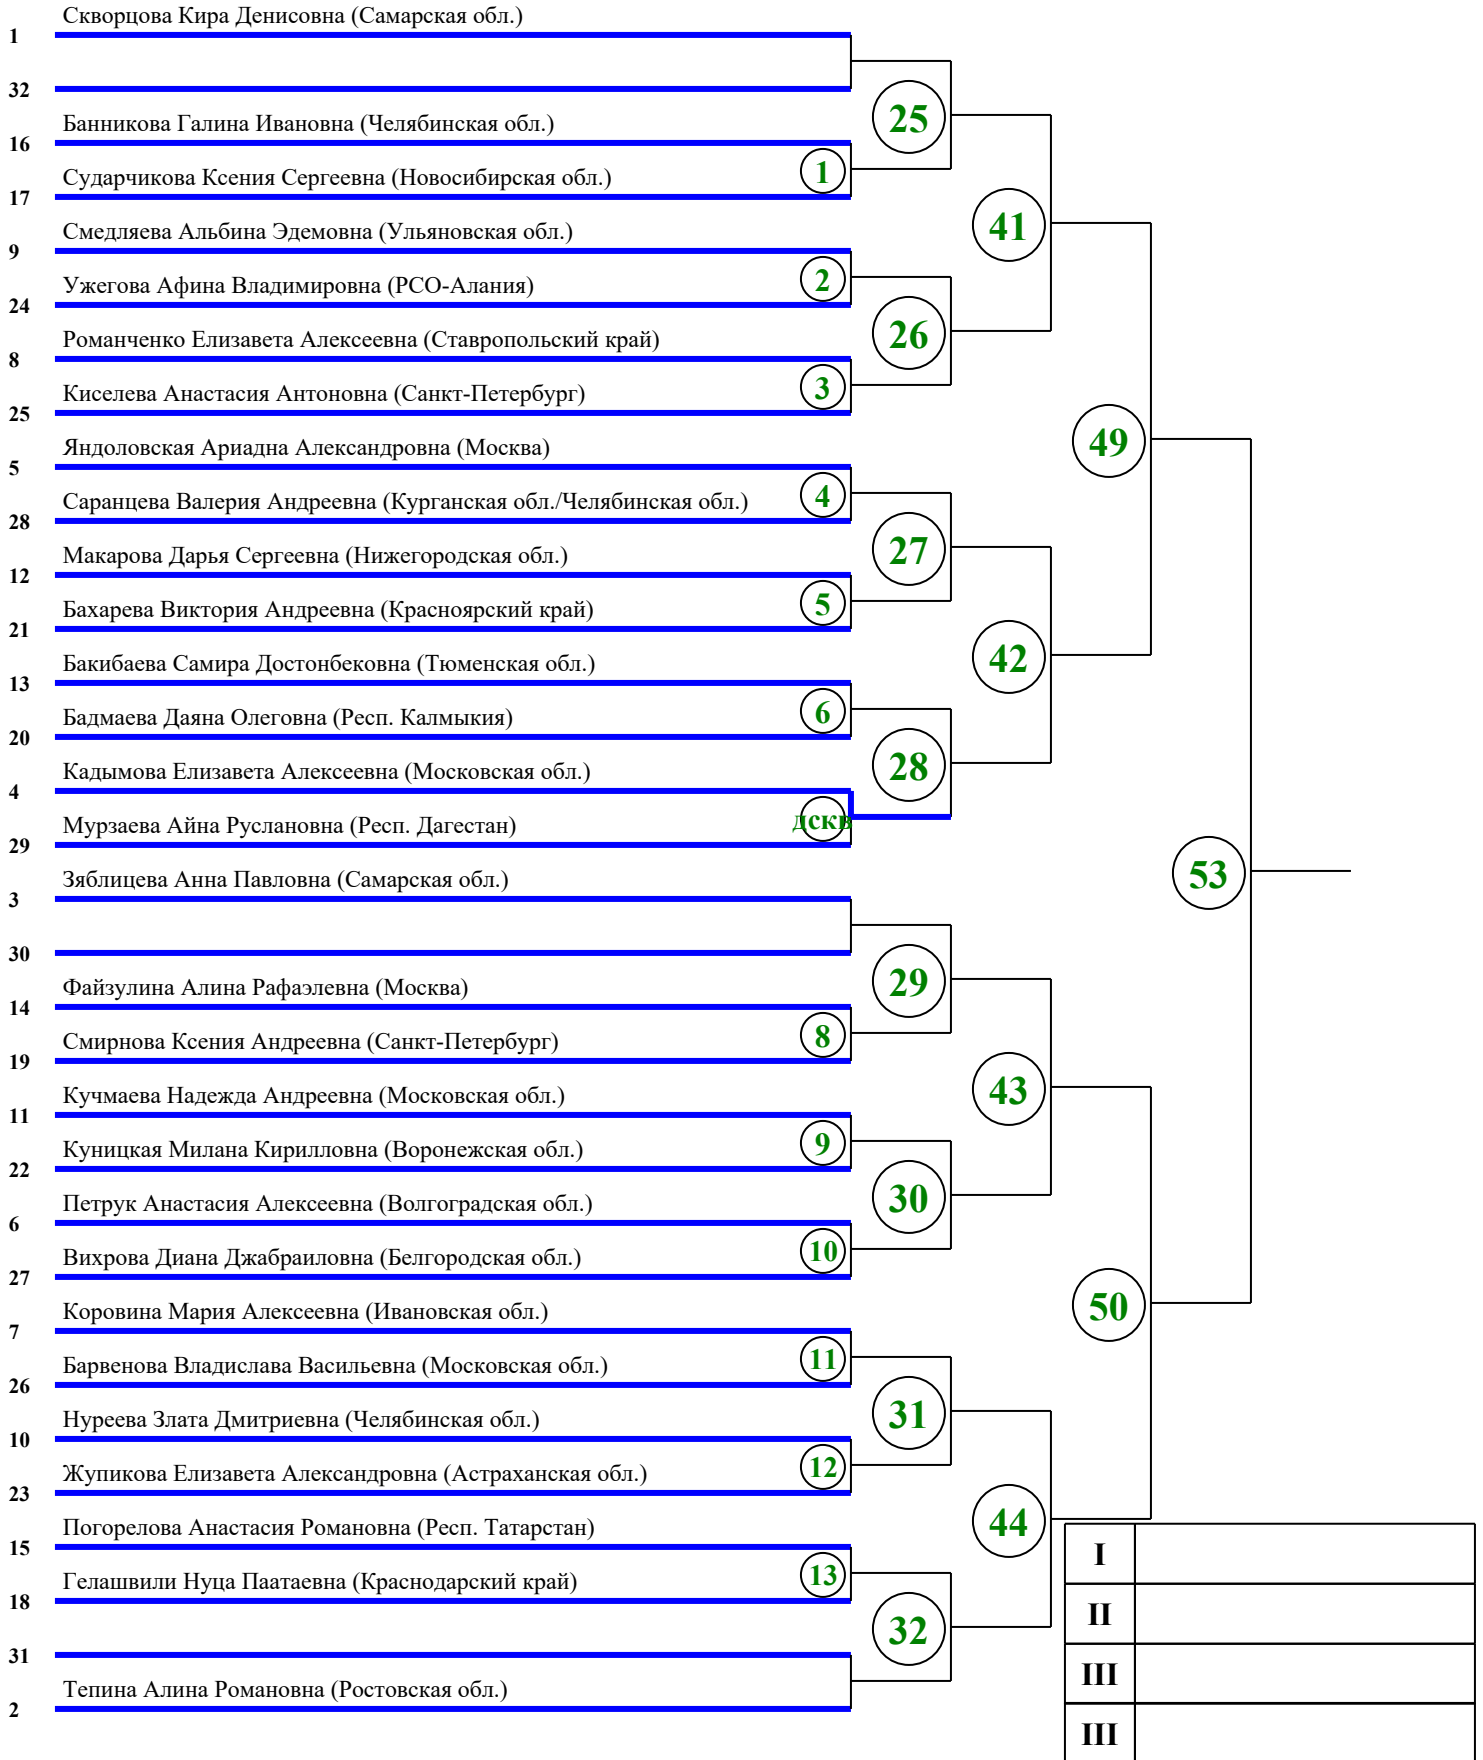 Скворцова Кира Денисовна (Самарская обл.)
1
32
25
Банникова Галина Ивановна (Челябинская обл.)
16
1
Сударчикова Ксения Сергеевна (Новосибирская обл.)
17
41
Смедляева Альбина Эдемовна (Ульяновская обл.)
9
2
Ужегова Афина Владимировна (РСО-Алания)
24
26
Романченко Елизавета Алексеевна (Ставропольский край)
8
3
Киселева Анастасия Антоновна (Санкт-Петербург)
25
49
Яндоловская Ариадна Александровна (Москва)
5
4
Саранцева Валерия Андреевна (Курганская обл./Челябинская обл.)
28
27
Макарова Дарья Сергеевна (Нижегородская обл.)
12
5
Бахарева Виктория Андреевна (Красноярский край)
21
42
Бакибаева Самира Достонбековна (Тюменская обл.)
13
6
Бадмаева Даяна Олеговна (Респ. Калмыкия)
20
28
Кадымова Елизавета Алексеевна (Московская обл.)
4
дскв
Мурзаева Айна Руслановна (Респ. Дагестан)
29
53
Зяблицева Анна Павловна (Самарская обл.)
3
30
29
Файзулина Алина Рафаэлевна (Москва)
14
8
Смирнова Ксения Андреевна (Санкт-Петербург)
19
43
Кучмаева Надежда Андреевна (Московская обл.)
11
9
Куницкая Милана Кирилловна (Воронежская обл.)
22
30
Петрук Анастасия Алексеевна (Волгоградская обл.)
6
10
Вихрова Диана Джабраиловна (Белгородская обл.)
27
50
Коровина Мария Алексеевна (Ивановская обл.)
7
11
Барвенова Владислава Васильевна (Московская обл.)
26
31
Нуреева Злата Дмитриевна (Челябинская обл.)
10
12
Жупикова Елизавета Александровна (Астраханская обл.)
23
44
Погорелова Анастасия Романовна (Респ. Татарстан)
15
13
Гелашвили Нуца Паатаевна (Краснодарский край)
18
32
31
Тепина Алина Романовна (Ростовская обл.)
2
I
II
III
III